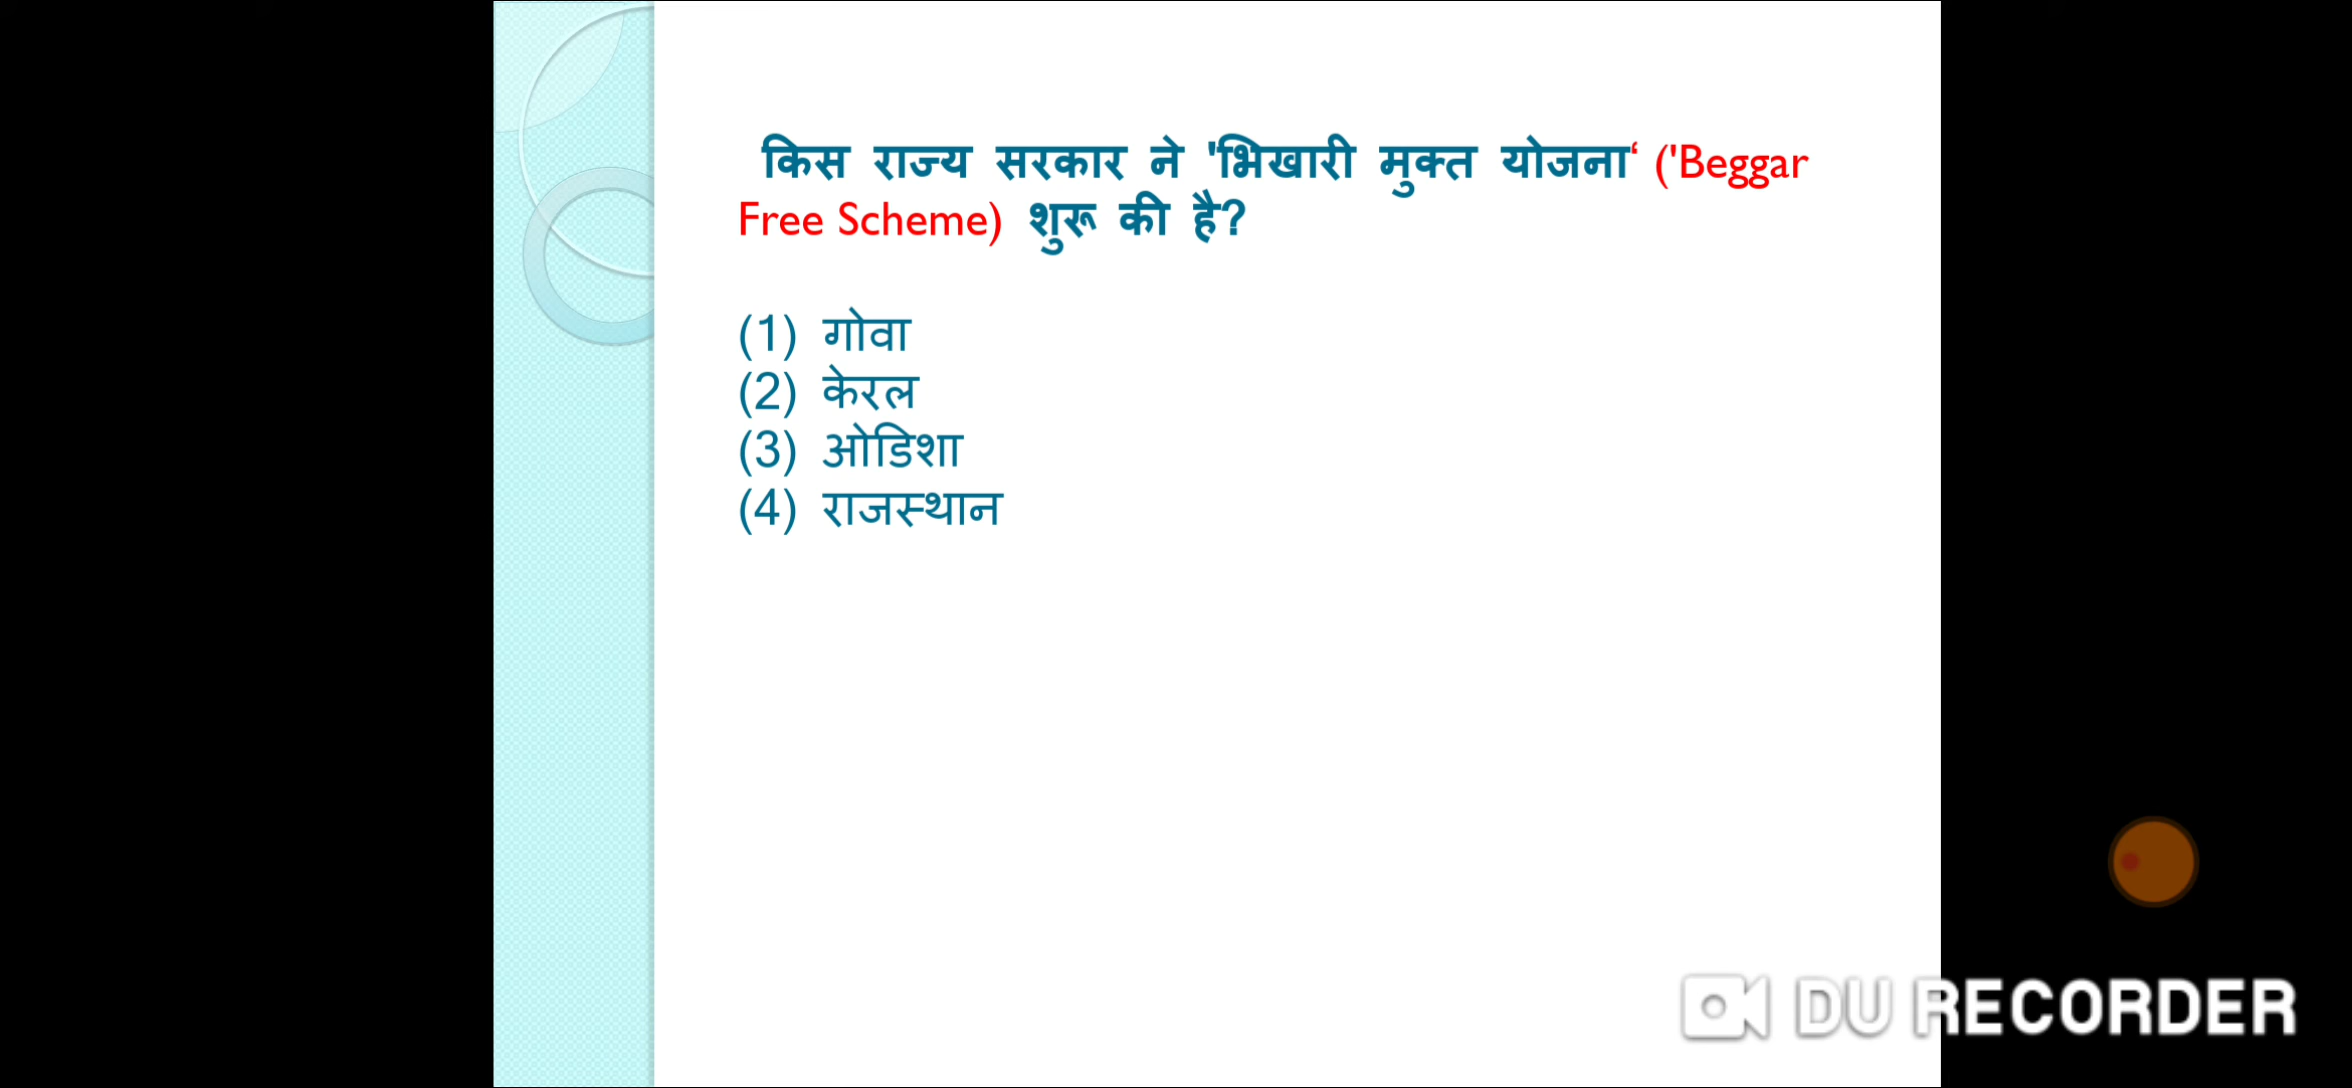 किस राज्य सरकार ने 'भिखारी मुक्त योजना‘ ('Beggar
Free Scheme) शुरू की है?
(1) गोवा
(2) केरल
(3) ओडिशा
(4) राजस्थान
DU RECORDER